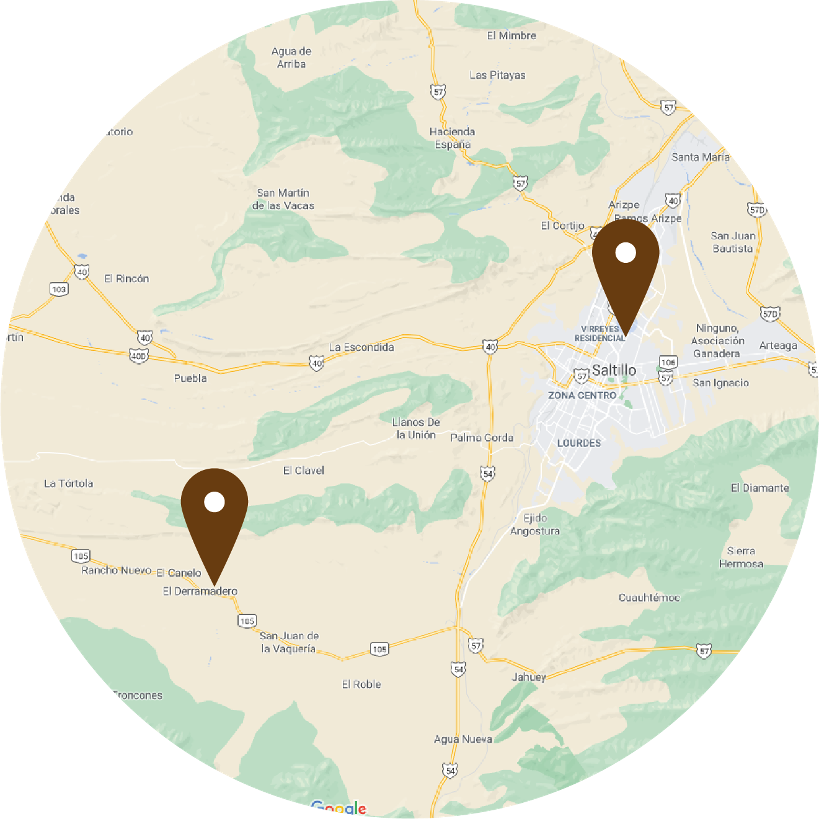 El Mimbre
Agua de
Arriba
Las Pitayas
57
57
atorio
Hacienda
España
Santa María
57
San Martín
de las Vacas
40
Arizpe
Ramos Arizpe
57D
nda
orales
El Cortijo
San Juan
Bautista
40
El Rincón
103
57D
40
VIRREYES
RESIDENCIAL
Ninguno,
Asociación
Ganadera
rtín
40D
La Escondida
40
Arteaga
40
Puebla
57
Saltillo
57
106
San Ignacio
ZONA CENTRO
Llanos De
la Unión
Palma Gorda
LOURDES
El Clavel
54
La Tórtola
El Diamante
Ejido
Angostura
105
Rancho Nuevo
El Canelo
El Derramadero
Sierra
Hermosa
Cuauhtémoc
105
San Juan de
la Vaquería
105
57
57
54
Jahuey
El Roble
Troncones
Agua Nueva
54
Google